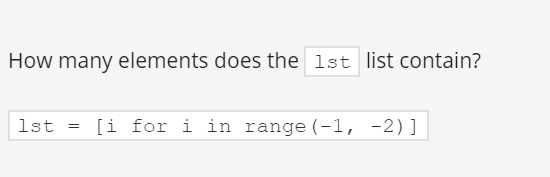 How many elements does the lst list contain?
lst = [i for i in range(-1, -2)]